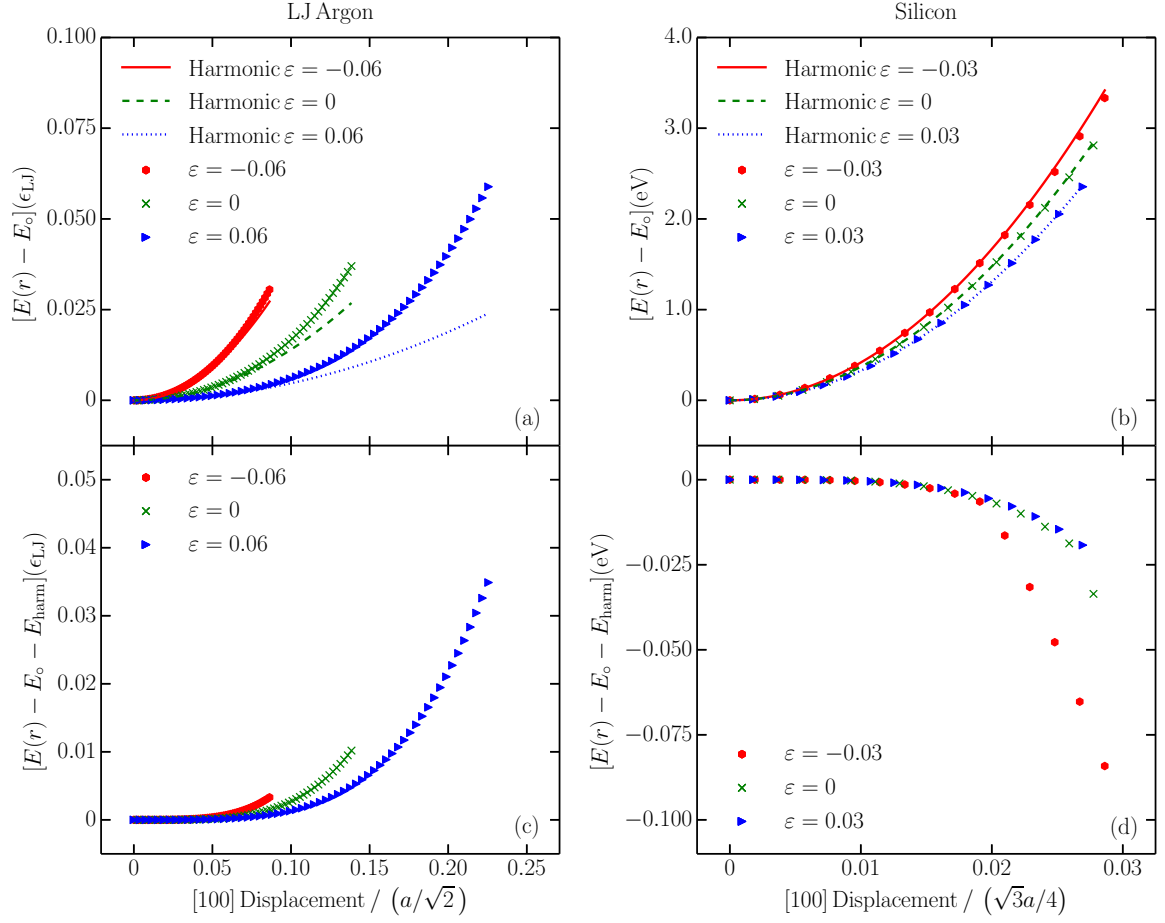 LJ Argon
0.100
0.075
0.050
0.025
0
[E(r) − E∘](ϵLJ)
Harmonic ε = −0.06
Harmonic ε = 0
Harmonic ε = 0.06
ε = −0.06
ε = 0
ε = 0.06
(a)
Silicon
4.0
3.0
2.0
1.0
0
[E(r) − E∘](eV)
Harmonic ε = −0.03
Harmonic ε = 0
Harmonic ε = 0.03
ε = −0.03
ε = 0
ε = 0.03
(b)
0.05
0.04
0.03
0.02
0.01
0
[E(r) − E∘ − Eharm](ϵLJ)
ε = −0.06
ε = 0
ε = 0.06
(c)
0 0.05 0.10 0.15 0.20 0.25
[100] Displacement / (a/√2)
0
−0.025
−0.050
−0.075
−0.100
[E(r) − E∘ − Eharm](eV)
ε = −0.03
ε = 0
ε = 0.03
(d)
0 0.01 0.02 0.03
[100] Displacement / (√3a/4)